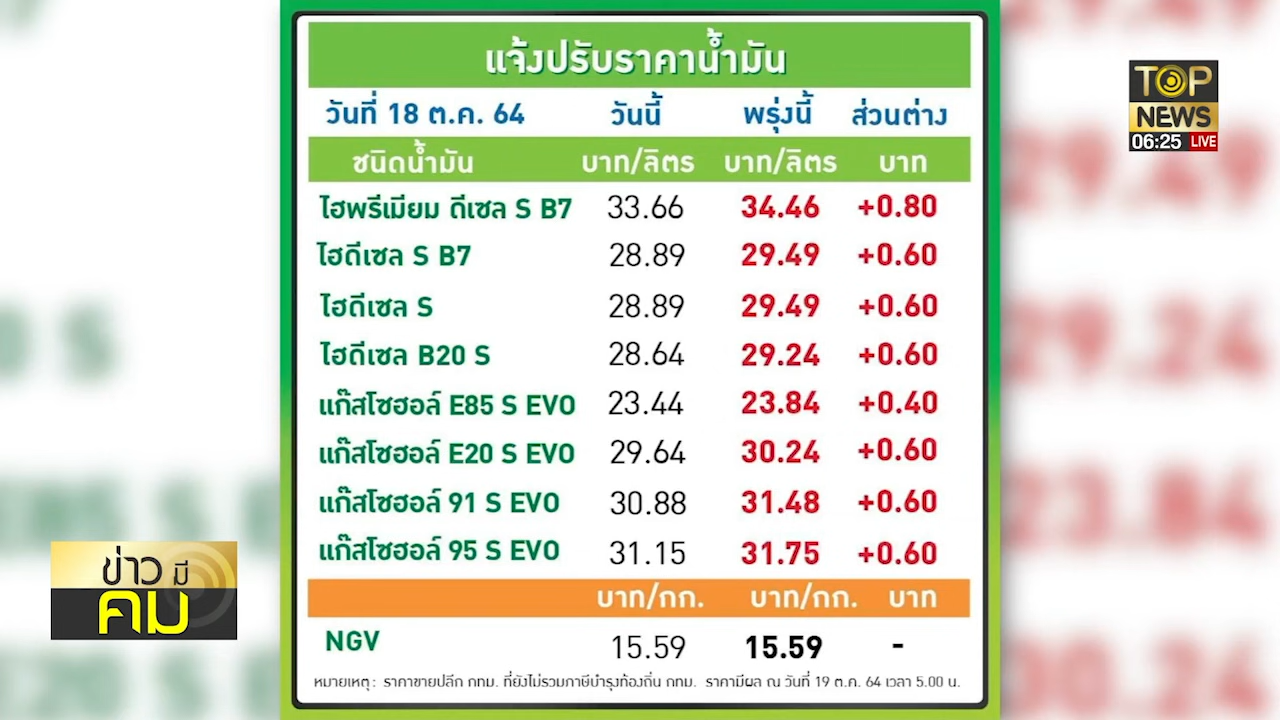 แจ้งปรับราคาน้ำมัน
TOP
NEWS
06:25 LIVE
วันที่ 18 ต.ค. 64 วันนี้ พรุ่งนี้ ส่วนต่าง
ชนิดน้ำมัน บาท/ลิตร บาท/ลิตร บาท
ไฮพรีเมียม ดีเซล S B7 33.66 34.46 +0.80
ไฮดีเซล S B7 28.89 29.49 +0.60
ไฮดีเซล S 28.89 29.49 +0.60
ไฮดีเซล B20 S 28.64 29.24 +0.60
แก๊สโซฮอล์ E85 S EVO 23.44 23.84 +0.40
แก๊สโซฮอล์ E20 S EVO 29.64 30.24 +0.60
แก๊สโซฮอล์ 91 S EVO 30.88 31.48 +0.60
แก๊สโซฮอล์ 95 S EVO 31.15 31.75 +0.60
ข่าวมี
คม
บาท/กก. บาท/กก. บาท
NGV 15.59 15.59 -
หมายเหตุ : ราคาขายปลีก กทม. ที่ยังไม่รวมภาษีบำรุงท้องถิ่น กทม. ราคามีผล ณ วันที่ 19 ต.ค. 64 เวลา 5.00 น.